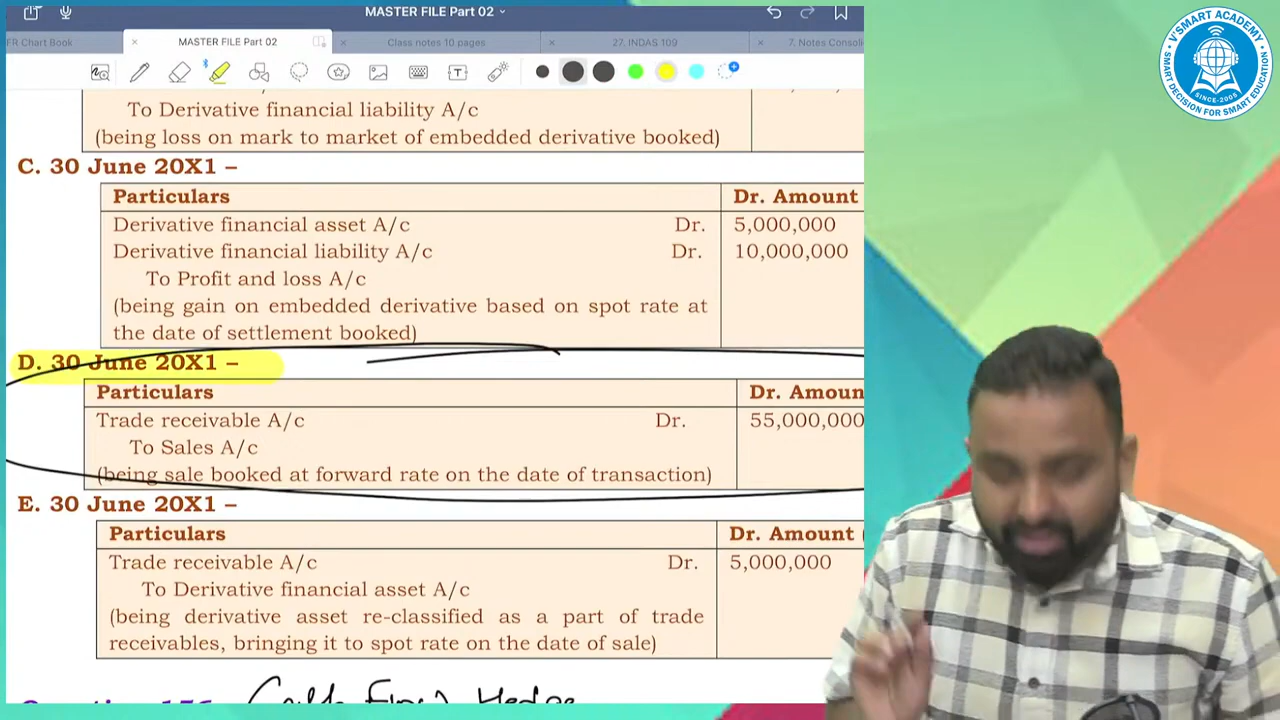 MASTER FILE Part 02
FR Chart Book
MASTER FILE Part 02
Class notes 10 pages
27. INDAS 109
7. Notes Consoli
To Derivative financial liability A/c
(being loss on mark to market of embedded derivative booked)
C. 30 June 20X1 –
Particulars Dr. Amount
Derivative financial asset A/c Dr. 5,000,000
Derivative financial liability A/c Dr. 10,000,000
To Profit and loss A/c
(being gain on embedded derivative based on spot rate at
the date of settlement booked)
D. 30 June 20X1 –
Particulars Dr. Amoun
Trade receivable A/c Dr. 55,000,000
To Sales A/c
(being sale booked at forward rate on the date of transaction)
E. 30 June 20X1 –
Particulars Dr. Amount (
Trade receivable A/c Dr. 5,000,000
To Derivative financial asset A/c
(being derivative asset re-classified as a part of trade
receivables, bringing it to spot rate on the date of sale)
V'SMART ACADEMY
SINCE-2005
SMART DECISION FOR SMART EDUCATION